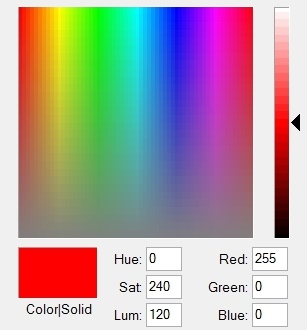 Hue: 0 Red: 255
Sat: 240 Green: 0
Color|Solid
Lum: 120 Blue: 0